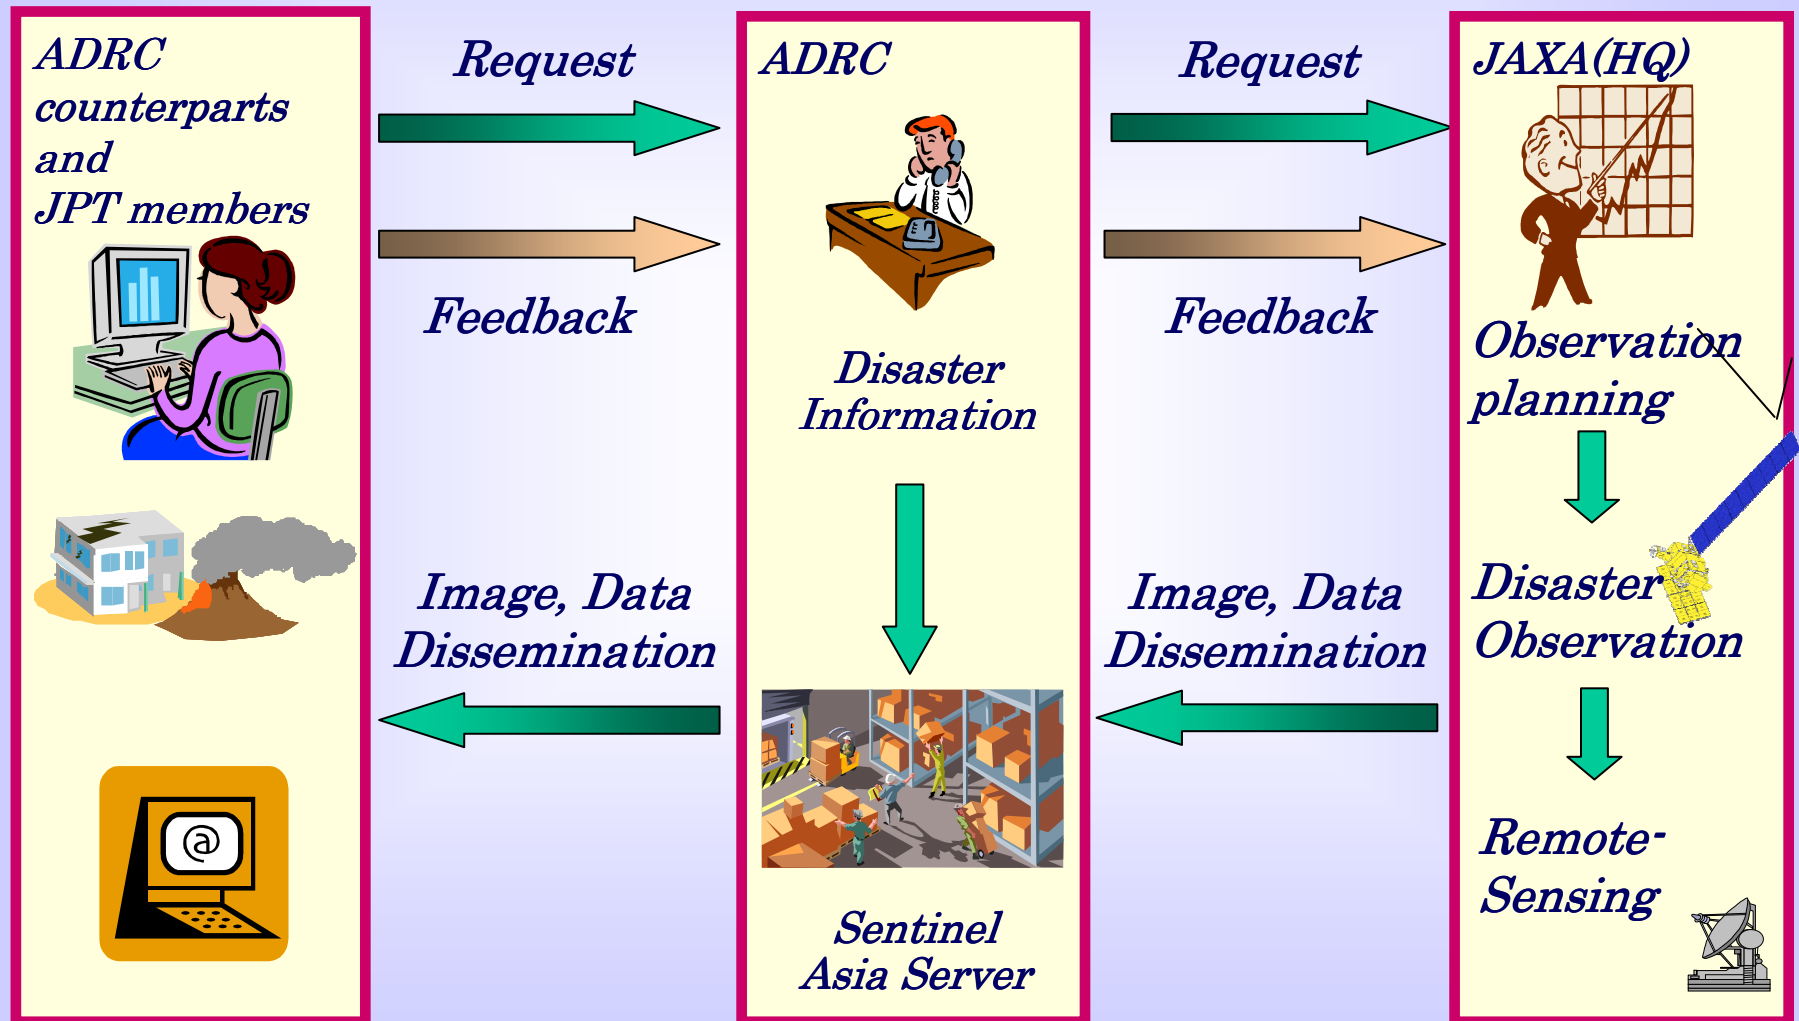 ADRC
counterparts
and
JPT members
Request
Feedback
Image, Data
Dissemination
ADRC
Disaster
Information
Sentinel
Asia Server
Request
Feedback
Image, Data
Dissemination
JAXA(HQ)
Observation
planning
Disaster
Observation
Remote-
Sensing
@